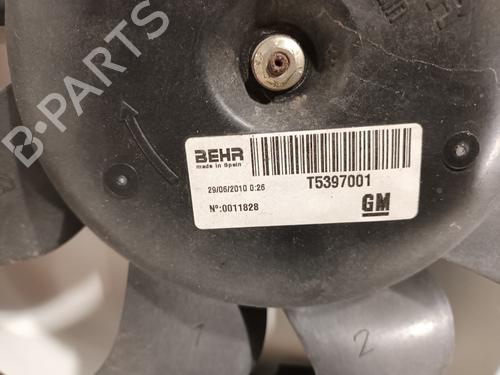 B-PARTS
BEHR
made in Spain
29/06/2010 0:26
T5397001
Nº:0011828
GM
1
2